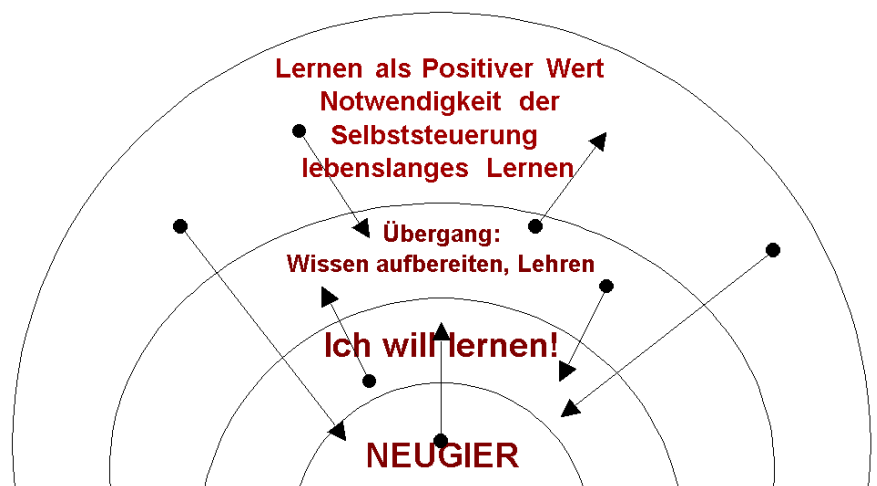 Lernen als Positiver Wert
Notwendigkeit der
Selbststeuerung
lebenslanges Lernen
Übergang:
Wissen aufbereiten, Lehren
Ich will lernen!
NEUGIER